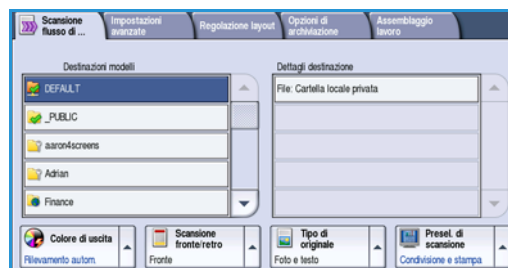 Scansione
flusso di ...
Impostazioni
avanzate
Regolazione layout
Opzioni di
archiviazione
Assemblaggio
lavoro
Destinazioni modelli
Dettagli destinazione
DEFAULT
File: Cartella locale privata
_PUBLIC
aaron4screens
Adrian
Finance
Colore di uscita
Rilevamento autom.
Scansione
fronte/retro
Fronte
Tipo di
originale
Foto e testo
Presel. di
scansione
Condivisione e stampa